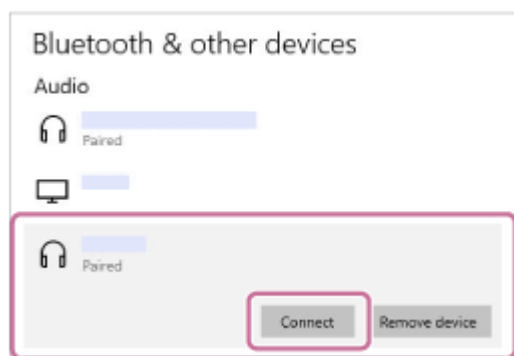 Bluetooth & other devices
Audio
Paired
Paired
Connect Remove device